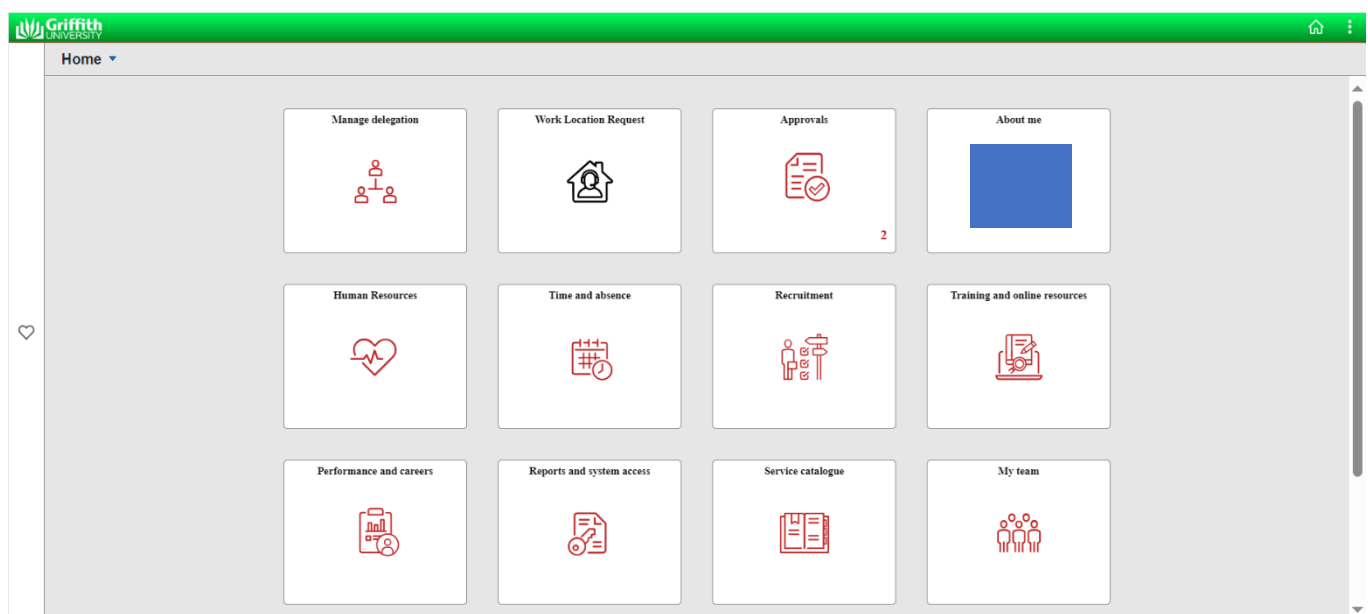 Griffith
UNIVERSITY
Home
Manage delegation
Work Location Request
Approvals
2
About me
Human Resources
Time and absence
Recruitment
Training and online resources
Performance and careers
Reports and system access
Service catalogue
My team